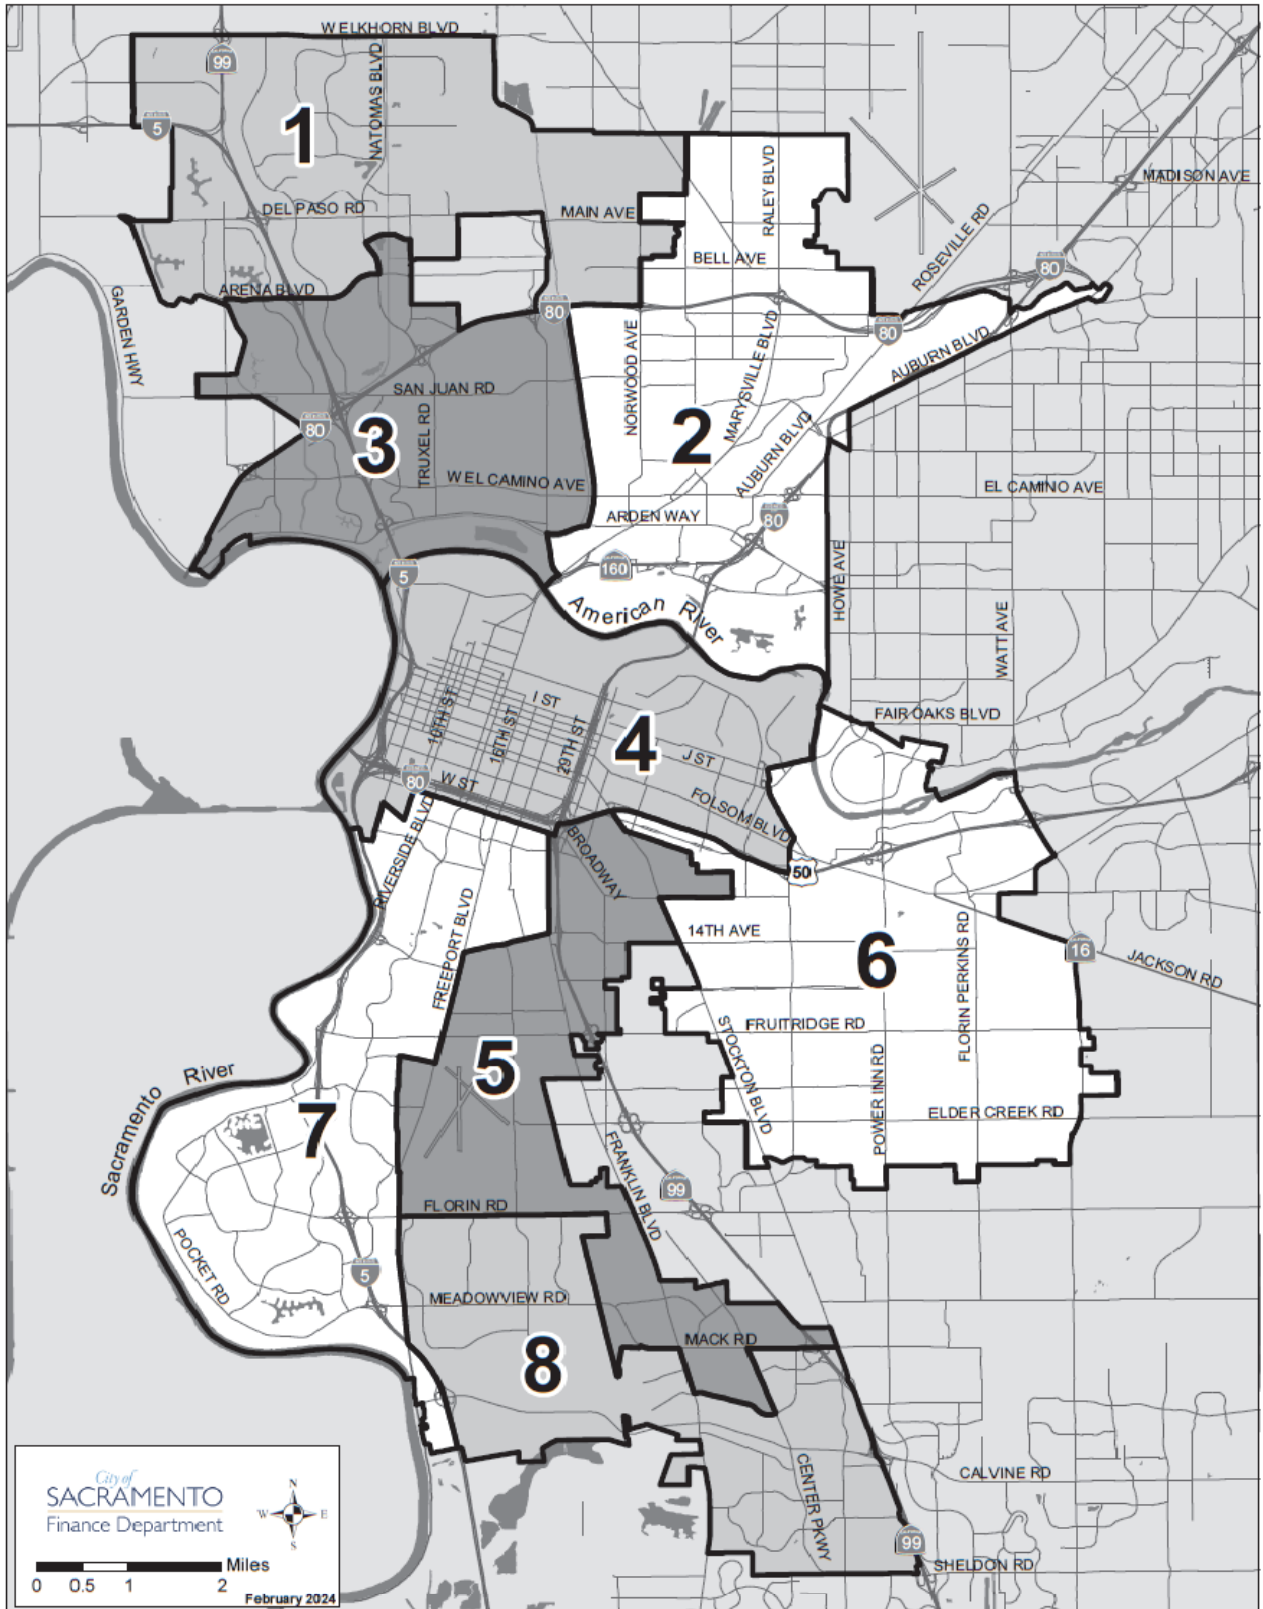 W ELKHORN BLVD
99
NATOMAS BLVD
5
1
RALEY BLVD
MADISON AVE
DEL PASO RD
MAIN AVE
ROSEVILLE RD
BELL AVE
80
ARENA BLVD
GARDEN HWY
80
80
NORWOOD AVE
MARYSVILLE BLVD
AUBURN BLVD
SAN JUAN RD
TRUXEL RD
80
3
2
AUBURN BLVD
W EL CAMINO AVE
EL CAMINO AVE
ARDEN WAY
80
160
5
HOWE AVE
American River
WATT AVE
I ST
10TH ST
16TH ST
29TH ST
FAIR OAKS BLVD
4
J ST
80
W ST
FOLSOM BLVD
RIVERSIDE BLVD
BROADWAY
50
FREEPORT BLVD
14TH AVE
6
FLORIN PERKINS RD
16
JACKSON RD
STOCKTON BLVD
FRUITRIDGE RD
5
POWER INN RD
Sacramento River
7
ELDER CREEK RD
FRANKLIN BLVD
99
FLORIN RD
POCKET RD
5
MEADOWVIEW RD
MACK RD
8
CENTER PKWY
CALVINE RD
99
SHELDON RD
City of
SACRAMENTO
Finance Department
N
W E
S
Miles
0 0.5 1 2
February 2024